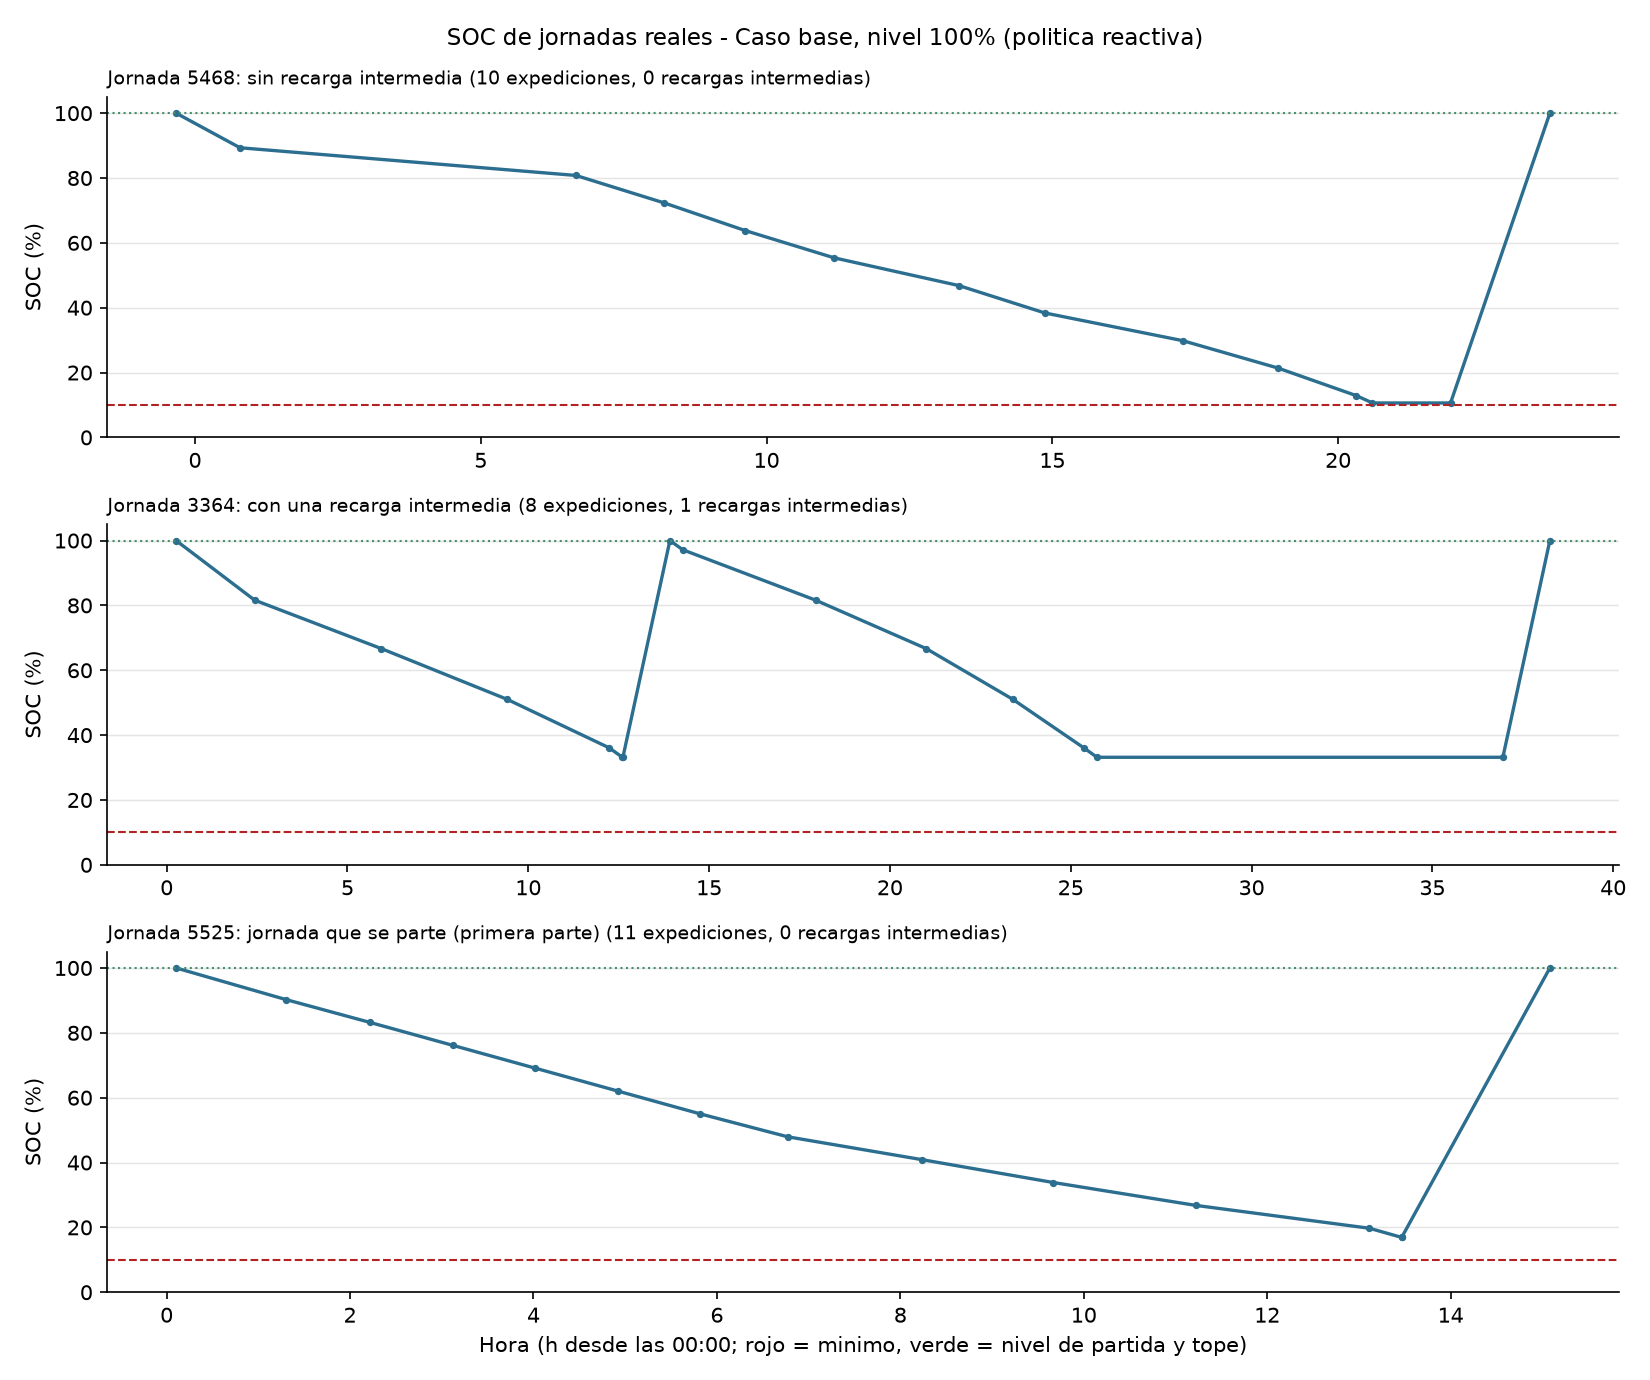 SOC de jornadas reales - Caso base, nivel 100% (politica reactiva)
Jornada 5468: sin recarga intermedia (10 expediciones, 0 recargas intermedias)
SOC (%)
100
80
60
40
20
0
0 5 10 15 20
Jornada 3364: con una recarga intermedia (8 expediciones, 1 recargas intermedias)
SOC (%)
100
80
60
40
20
0
0 5 10 15 20 25 30 35 40
Jornada 5525: jornada que se parte (primera parte) (11 expediciones, 0 recargas intermedias)
SOC (%)
100
80
60
40
20
0
0 2 4 6 8 10 12 14
Hora (h desde las 00:00; rojo = minimo, verde = nivel de partida y tope)